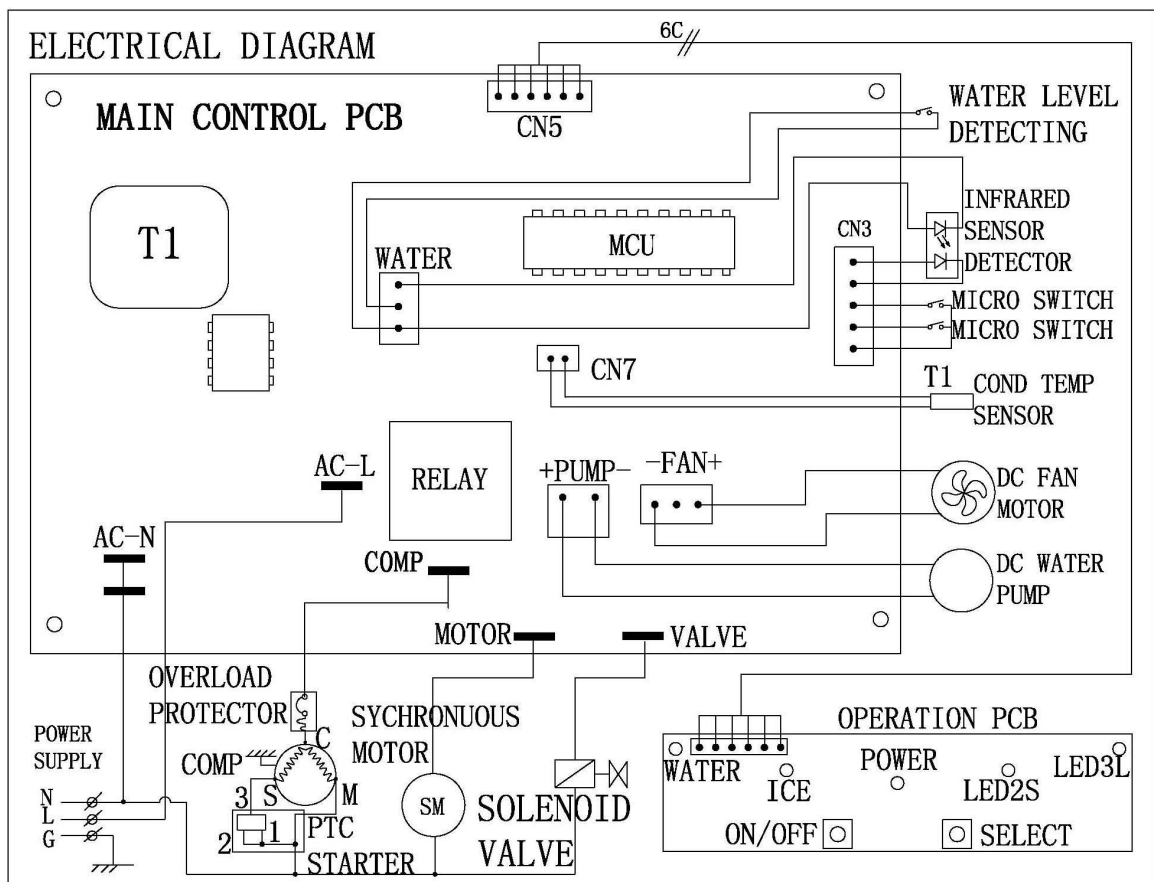 ELECTRICAL DIAGRAM
6C
MAIN CONTROL PCB
CN5
WATER LEVEL
DETECTING
T1
MCU
CN3
INFRARED
SENSOR
DETECTOR
WATER
MICRO SWITCH
MICRO SWITCH
CN7
T1
COND TEMP
SENSOR
AC-L
RELAY
+PUMP-
-FAN+
DC FAN
MOTOR
AC-N
COMP
DC WATER
PUMP
MOTOR
VALVE
OVERLOAD
PROTECTOR
SYCHRONUOUS
MOTOR
OPERATION PCB
POWER
SUPPLY
C
COMP
S
M
3
1
2
PTC
STARTER
N
L
G
SM
SOLENOID
VALVE
WATER
ICE
POWER
LED2S
LED3L
ON/OFF
SELECT